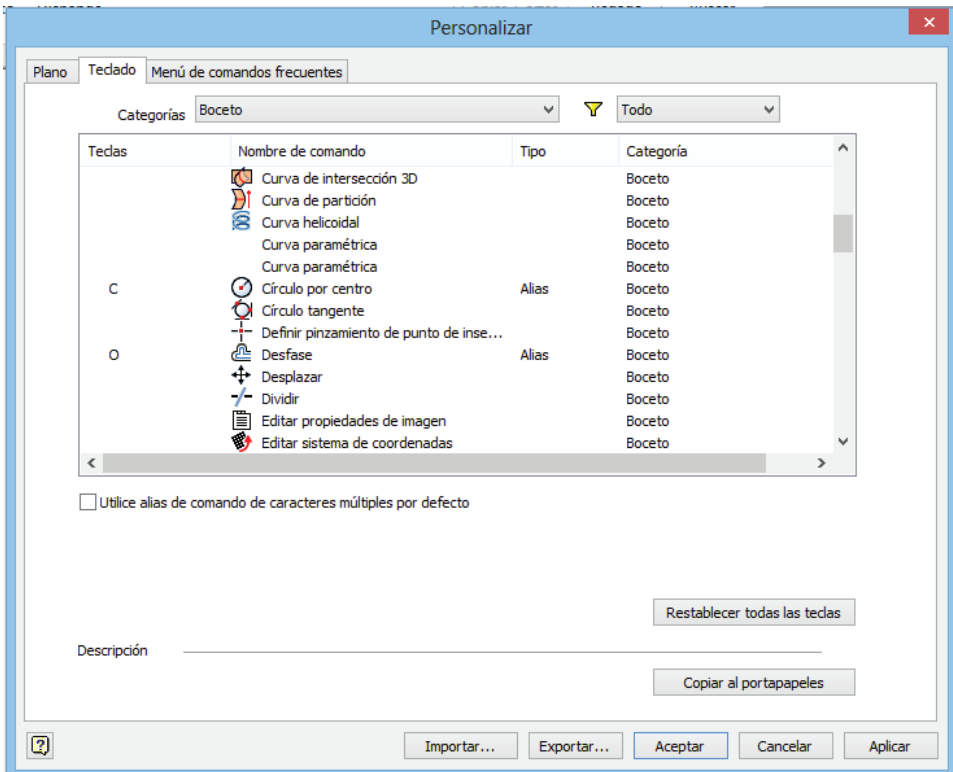 Personalizar
Plano Teclado Menú de comandos frecuentes
Categorías Boceto Todo
Teclas Nombre de comando Tipo Categoría
Curva de intersección 3D Boceto
Curva de partición Boceto
Curva helicoidal Boceto
Curva paramétrica Boceto
Curva paramétrica Boceto
C Círculo por centro Alias Boceto
Círculo tangente Boceto
Definir pinzamiento de punto de inse... Boceto
O Desfase Alias Boceto
Desplazar Boceto
Dividir Boceto
Editar propiedades de imagen Boceto
Editar sistema de coordenadas Boceto
Utilice alias de comando de caracteres múltiples por defecto
Restablecer todas las teclas
Descripción
Copiar al portapapeles
Importar... Exportar... Aceptar Cancelar Aplicar